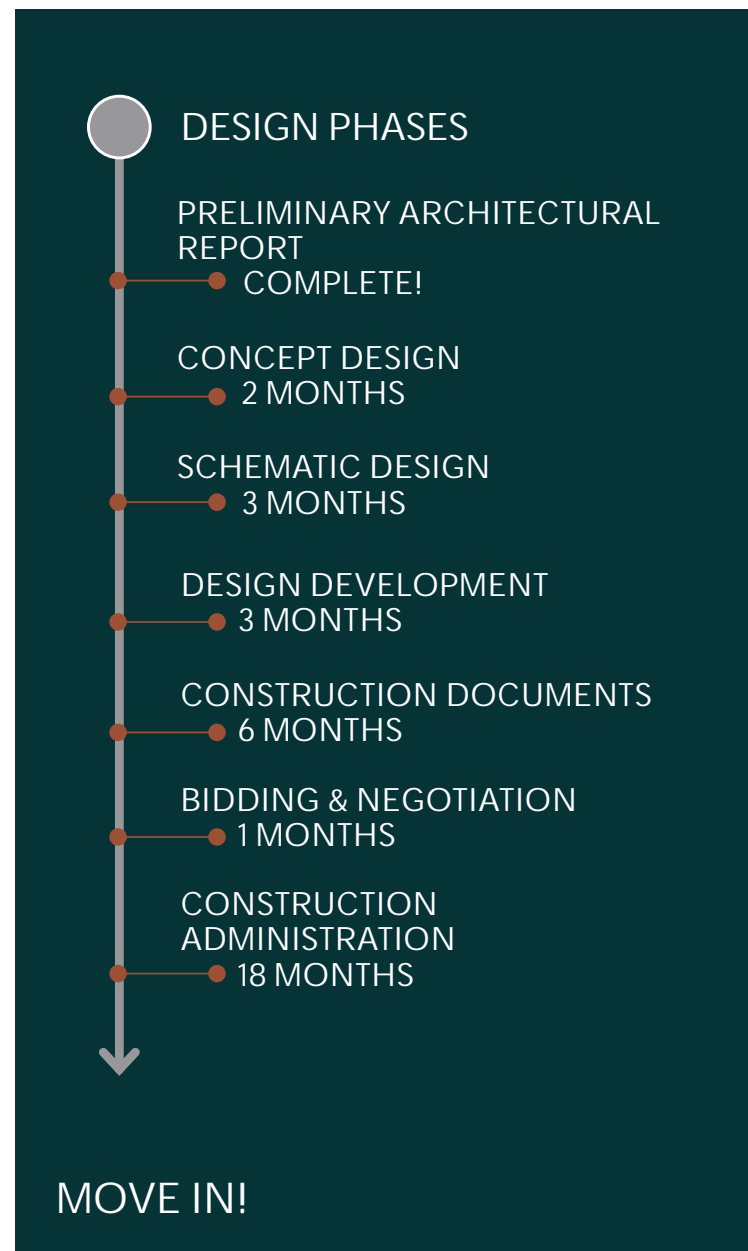 DESIGN PHASES
PRELIMINARY ARCHITECTURAL
REPORT
COMPLETE!
CONCEPT DESIGN
2 MONTHS
SCHEMATIC DESIGN
3 MONTHS
DESIGN DEVELOPMENT
3 MONTHS
CONSTRUCTION DOCUMENTS
6 MONTHS
BIDDING & NEGOTIATION
1 MONTHS
CONSTRUCTION
ADMINISTRATION
18 MONTHS
MOVE IN!